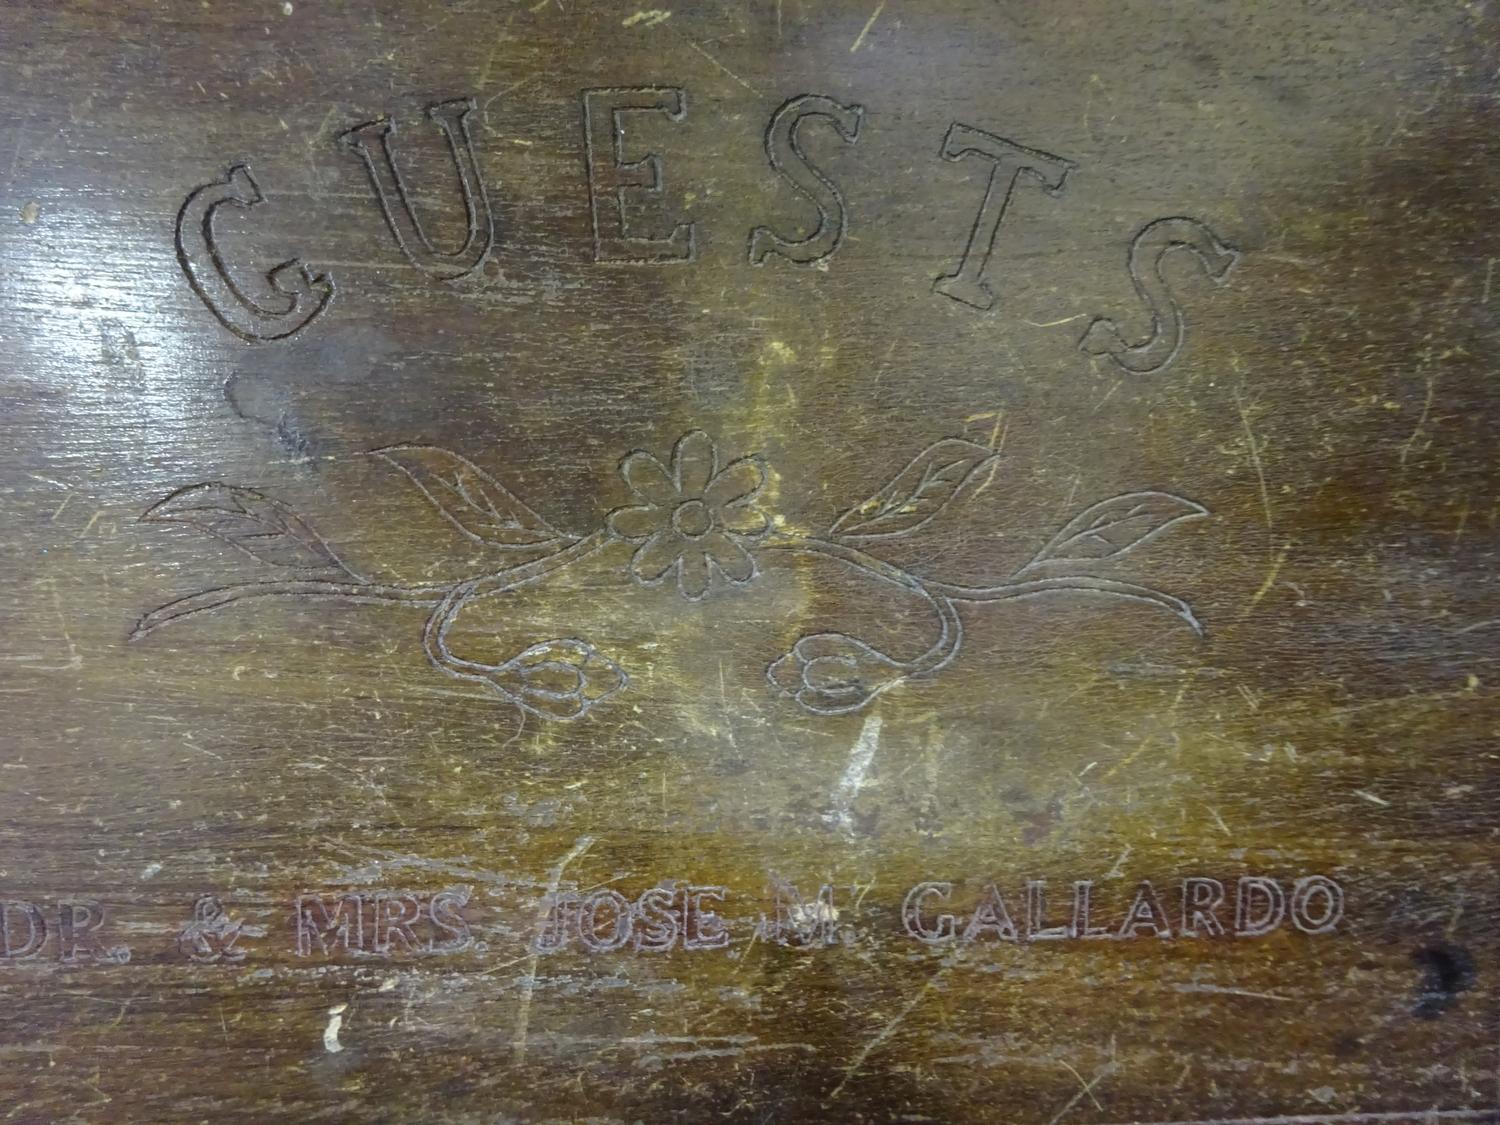 GUESTS
DR. & MRS. JOSE M. GALLARDO